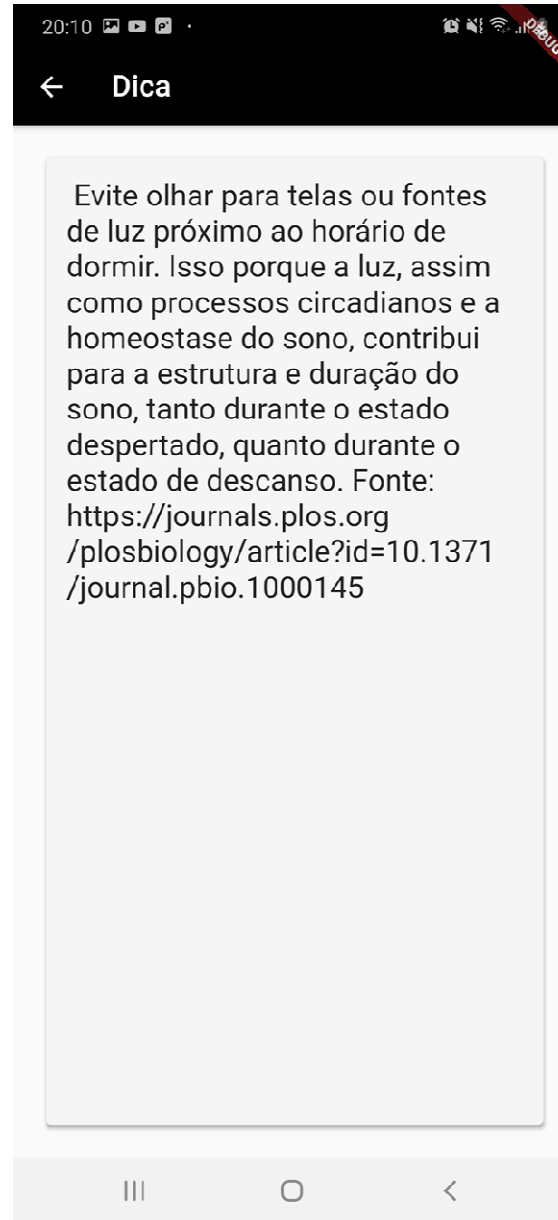 20:10
Dica
Evite olhar para telas ou fontes
de luz próximo ao horário de
dormir. Isso porque a luz, assim
como processos circadianos e a
homeostase do sono, contribui
para a estrutura e duração do
sono, tanto durante o estado
despertado, quanto durante o
estado de descanso. Fonte:
https://journals.plos.org
/plosbiology/article?id=10.1371
/journal.pbio.1000145